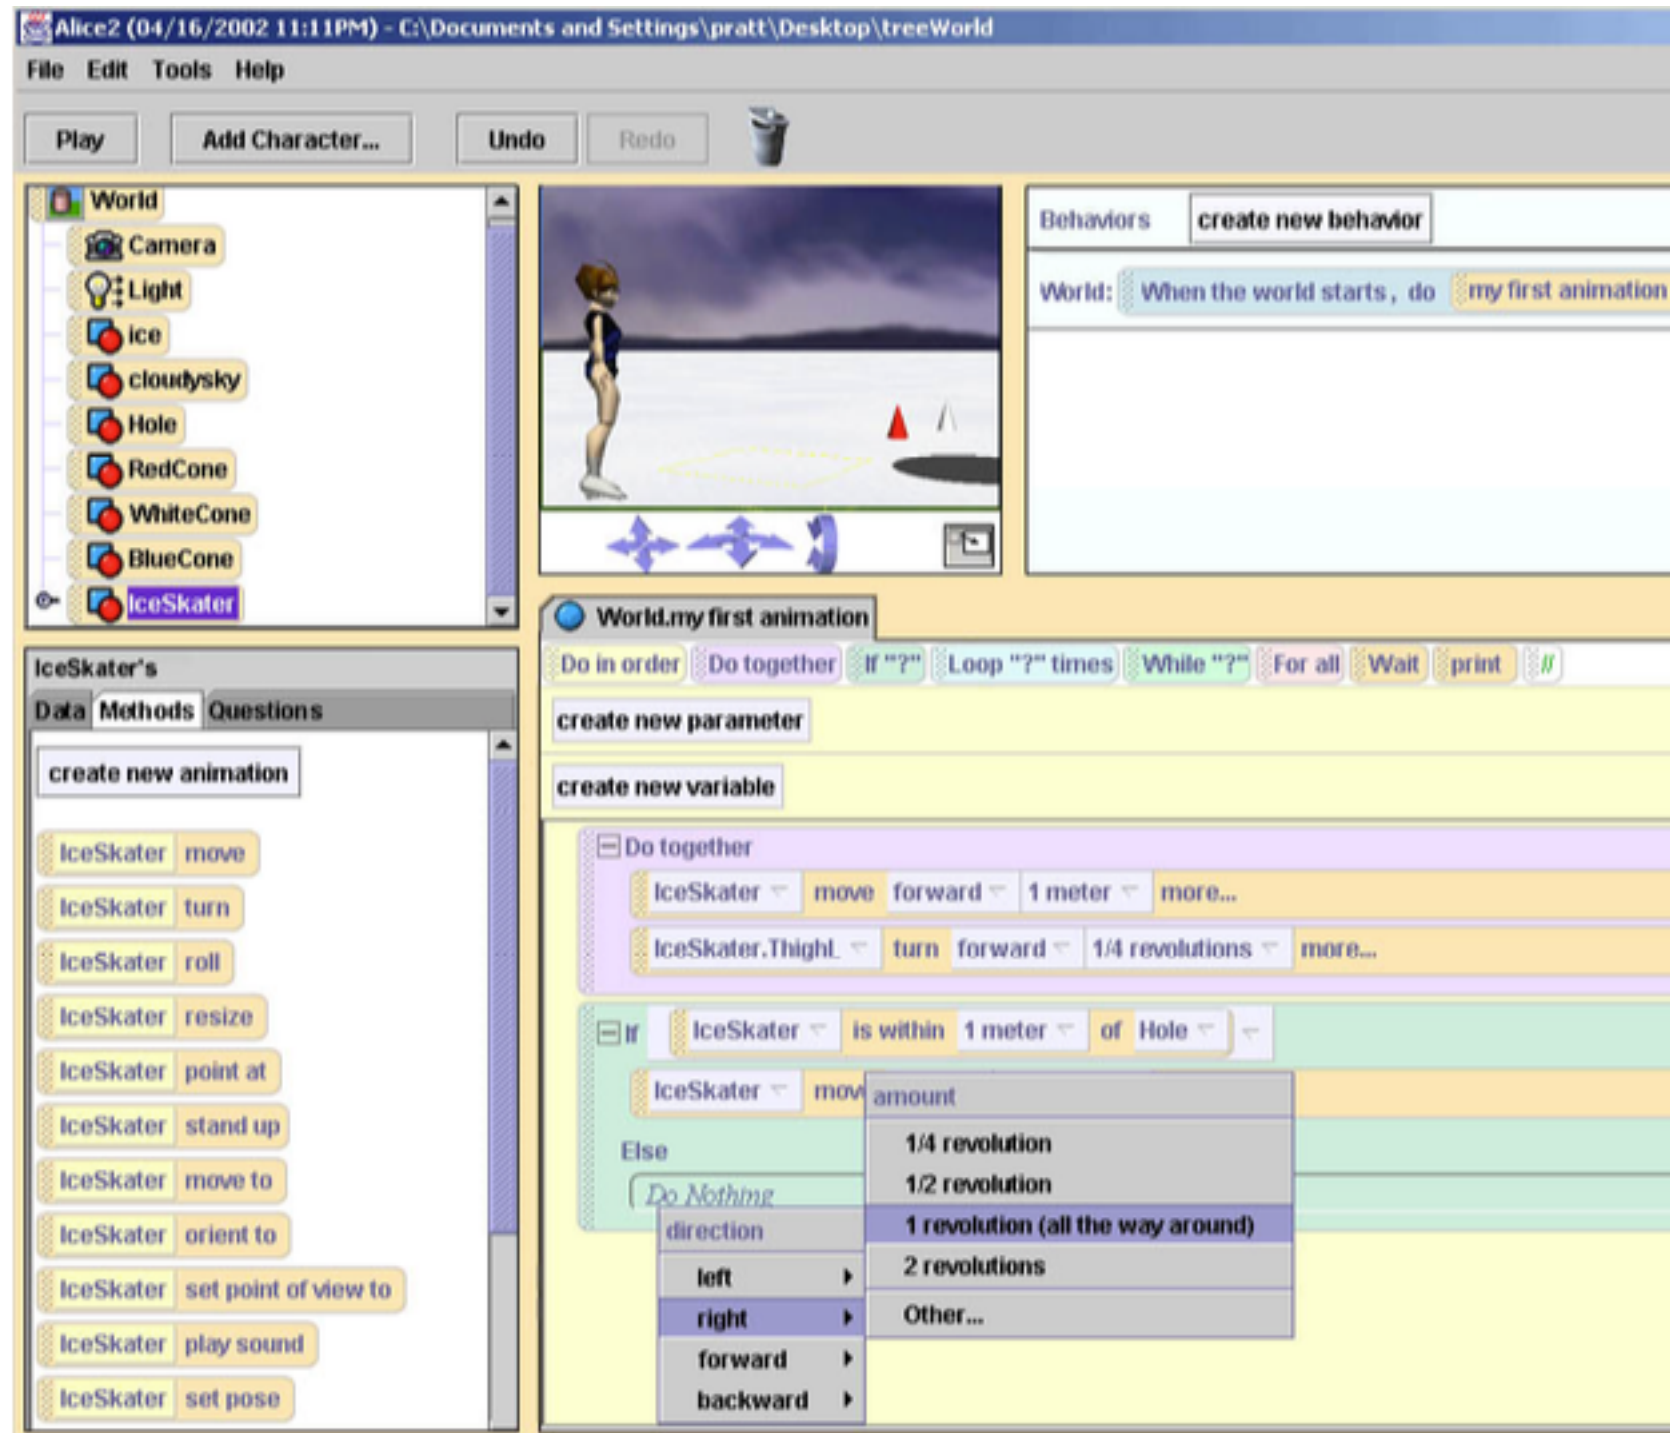 Alice2 (04/16/2002 11:11PM) - C:\Documents and Settings\pratt\Desktop\treeWorld
File Edit Tools Help
Play Add Character... Undo Redo
World
Camera
Light
ice
cloudysky
Hole
RedCone
WhiteCone
BlueCone
IceSkater
Behaviors create new behavior
World: When the world starts, do my first animation
IceSkater's
Data Methods Questions
create new animation
IceSkater move
IceSkater turn
IceSkater roll
IceSkater resize
IceSkater point at
IceSkater stand up
IceSkater move to
IceSkater orient to
IceSkater set point of view to
IceSkater play sound
IceSkater set pose
World.my first animation
Do in order Do together If "?" Loop "?" times While "?" For all Wait print //
create new parameter
create new variable
Do together
IceSkater move forward 1 meter more...
IceSkater.ThighL turn forward 1/4 revolutions more...
If IceSkater is within 1 meter of Hole
IceSkater mov
Else
Do Nothing
direction
left
right
forward
backward
amount
1/4 revolution
1/2 revolution
1 revolution (all the way around)
2 revolutions
Other...